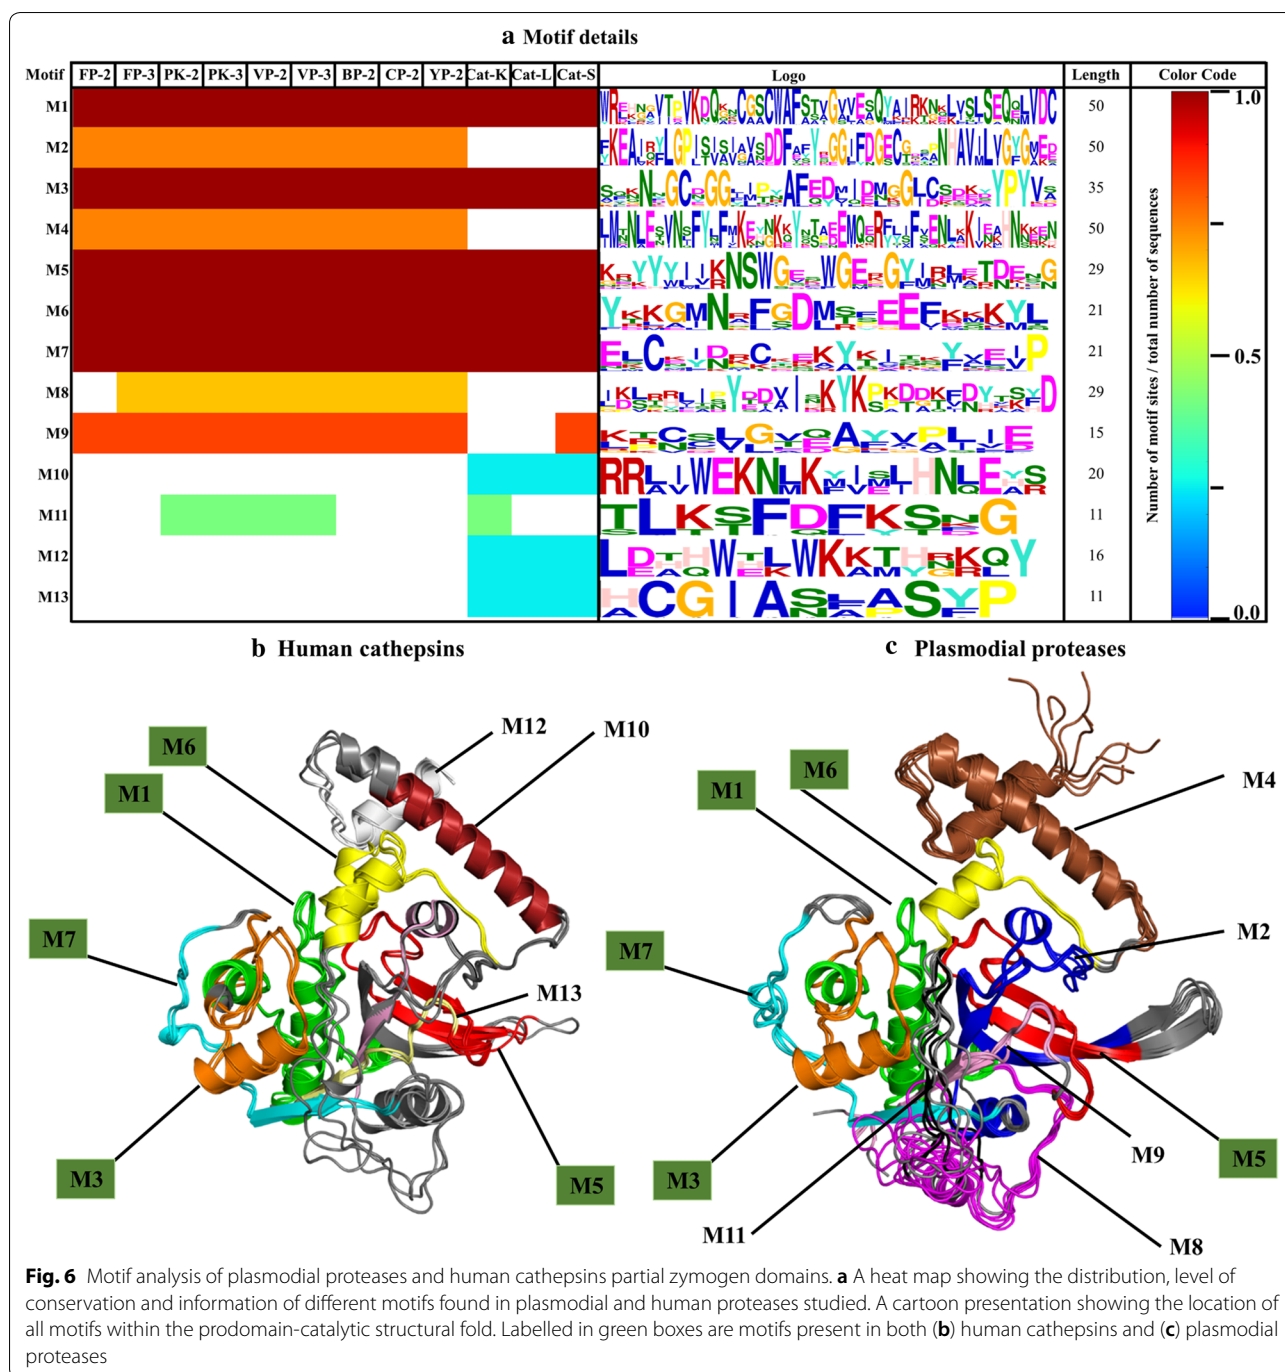 a Motif details
Motif FP-2 FP-3 PK-2 PK-3 VP-2 VP-3 BP-2 CP-2 YP-2 Cat-K Cat-L Cat-S Logo Length Color Code
M1 50 1.0
M2 50
M3 35
M4 50
M5 29
M6 21
M7 21 0.5
M8 29
M9 15
M10 20
M11 11
M12 16
M13 11 0.0
Number of motif sites / total number of sequences
b Human cathepsins
M12
M10
M6
M1
M7
M13
M3
M5
c Plasmodial proteases
M6
M4
M1
M2
M7
M9
M5
M3
M11
M8
Fig. 6 Motif analysis of plasmodial proteases and human cathepsins partial zymogen domains. a A heat map showing the distribution, level of
conservation and information of different motifs found in plasmodial and human proteases studied. A cartoon presentation showing the location of
all motifs within the prodomain-catalytic structural fold. Labelled in green boxes are motifs present in both (b) human cathepsins and (c) plasmodial
proteases